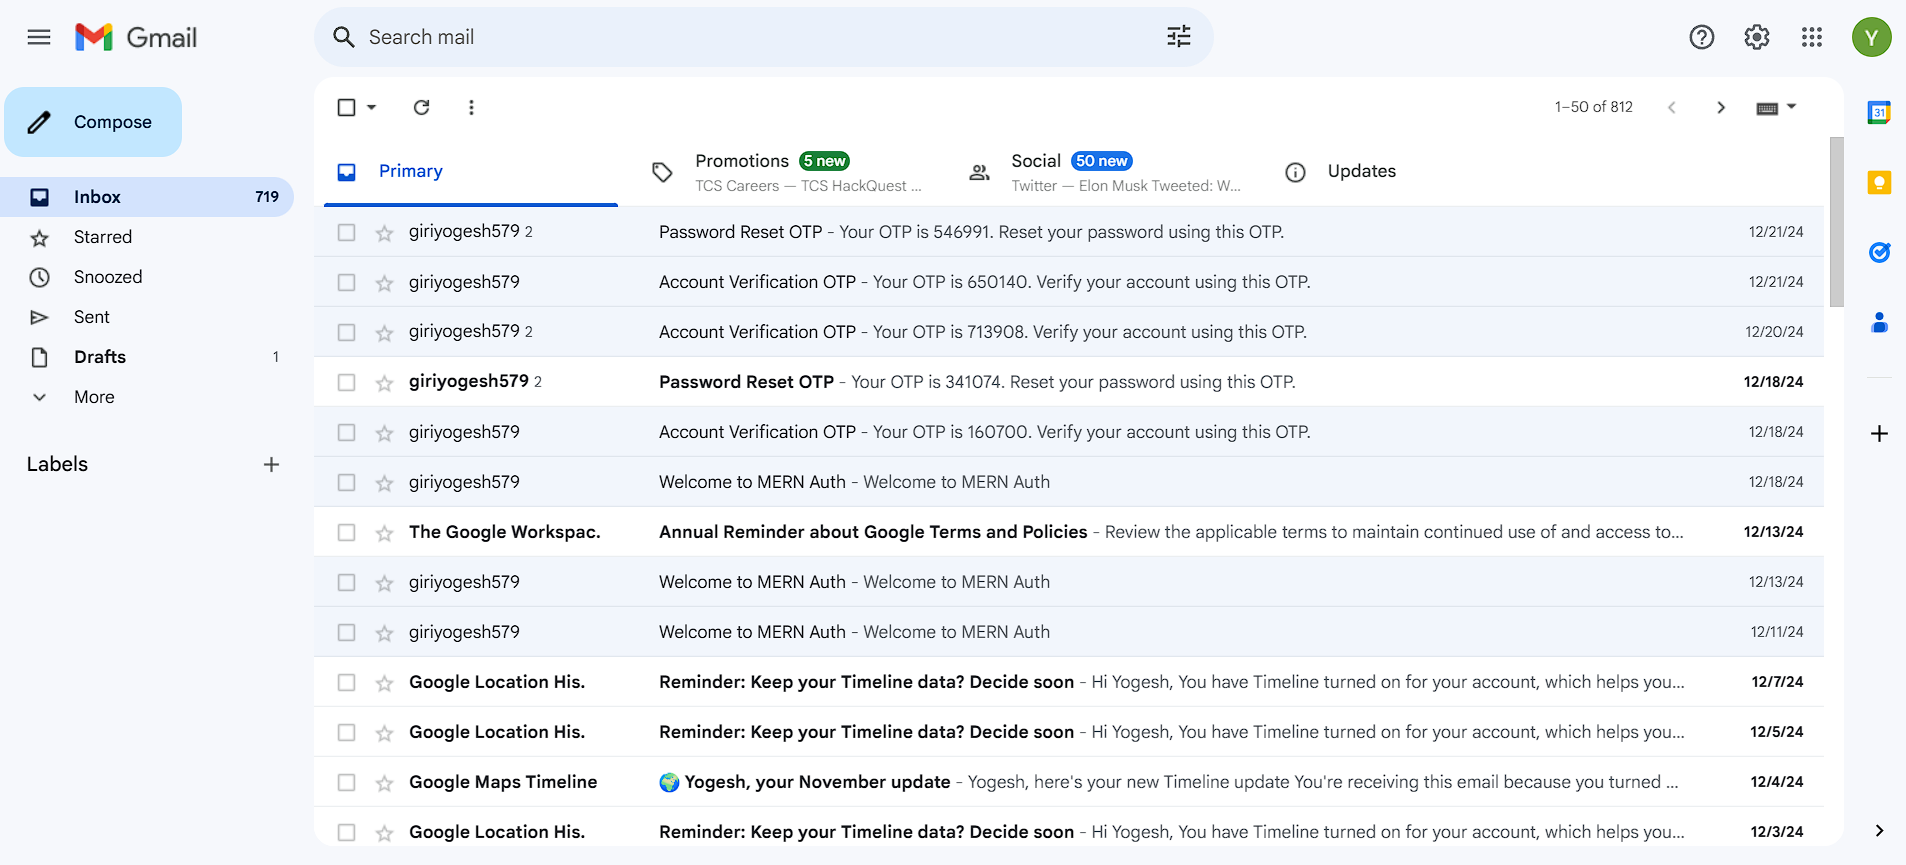 Gmail
Search mail
Y
Compose
1–50 of 812
31
Inbox 719
Starred
Snoozed
Sent
Drafts 1
More
Labels
Primary
Promotions 5 new
TCS Careers — TCS HackQuest ...
Social 50 new
Twitter — Elon Musk Tweeted: W...
Updates
giriyogesh579 2 Password Reset OTP - Your OTP is 546991. Reset your password using this OTP. 12/21/24
giriyogesh579 Account Verification OTP - Your OTP is 650140. Verify your account using this OTP. 12/21/24
giriyogesh579 2 Account Verification OTP - Your OTP is 713908. Verify your account using this OTP. 12/20/24
giriyogesh579 2 Password Reset OTP - Your OTP is 341074. Reset your password using this OTP. 12/18/24
giriyogesh579 Account Verification OTP - Your OTP is 160700. Verify your account using this OTP. 12/18/24
giriyogesh579 Welcome to MERN Auth - Welcome to MERN Auth 12/18/24
The Google Workspac. Annual Reminder about Google Terms and Policies - Review the applicable terms to maintain continued use of and access to... 12/13/24
giriyogesh579 Welcome to MERN Auth - Welcome to MERN Auth 12/13/24
giriyogesh579 Welcome to MERN Auth - Welcome to MERN Auth 12/11/24
Google Location His. Reminder: Keep your Timeline data? Decide soon - Hi Yogesh, You have Timeline turned on for your account, which helps you... 12/7/24
Google Location His. Reminder: Keep your Timeline data? Decide soon - Hi Yogesh, You have Timeline turned on for your account, which helps you... 12/5/24
Google Maps Timeline 🌍 Yogesh, your November update - Yogesh, here's your new Timeline update You're receiving this email because you turned ... 12/4/24
Google Location His. Reminder: Keep your Timeline data? Decide soon - Hi Yogesh, You have Timeline turned on for your account, which helps you... 12/3/24